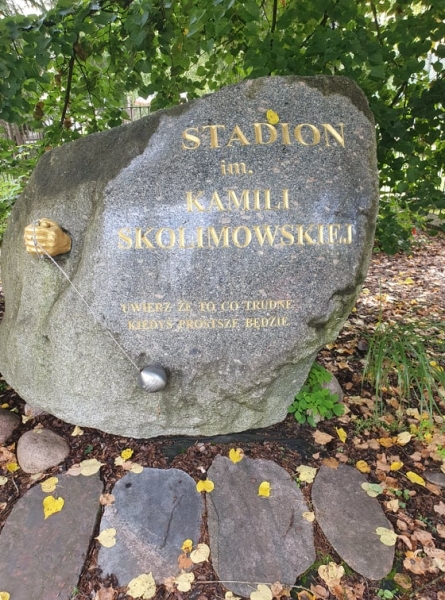 STADION
im.
KAMILI
SKOLIMOWSKIEJ
UWIERZ ŻE TO CO TRUDNE
KIEDYŚ PROSTSZE BĘDZIE